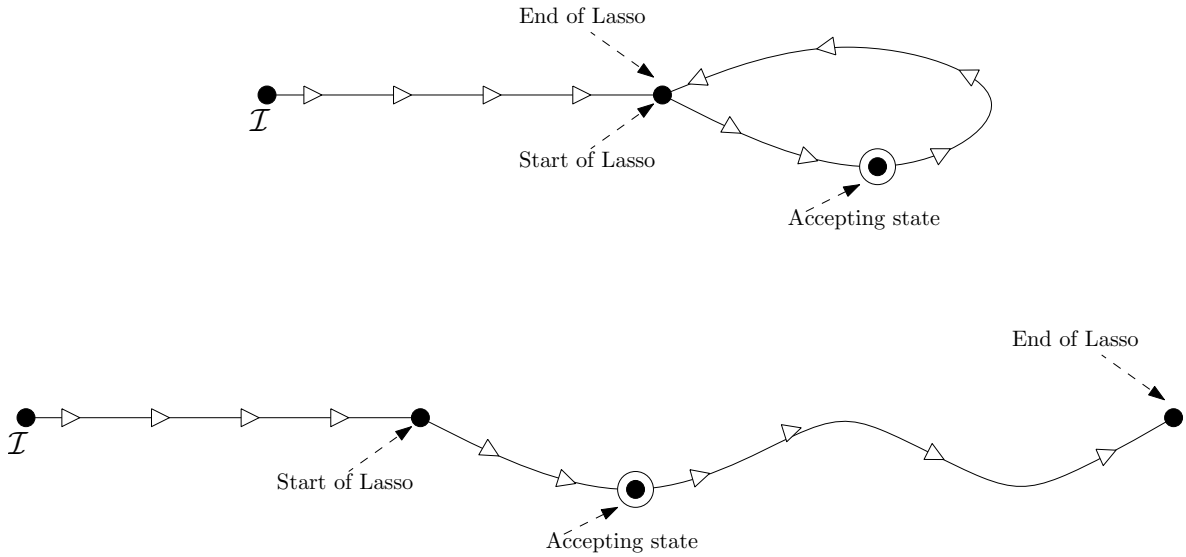 End of Lasso
𝓘
Start of Lasso
Accepting state
End of Lasso
𝓘
Start of Lasso
Accepting state